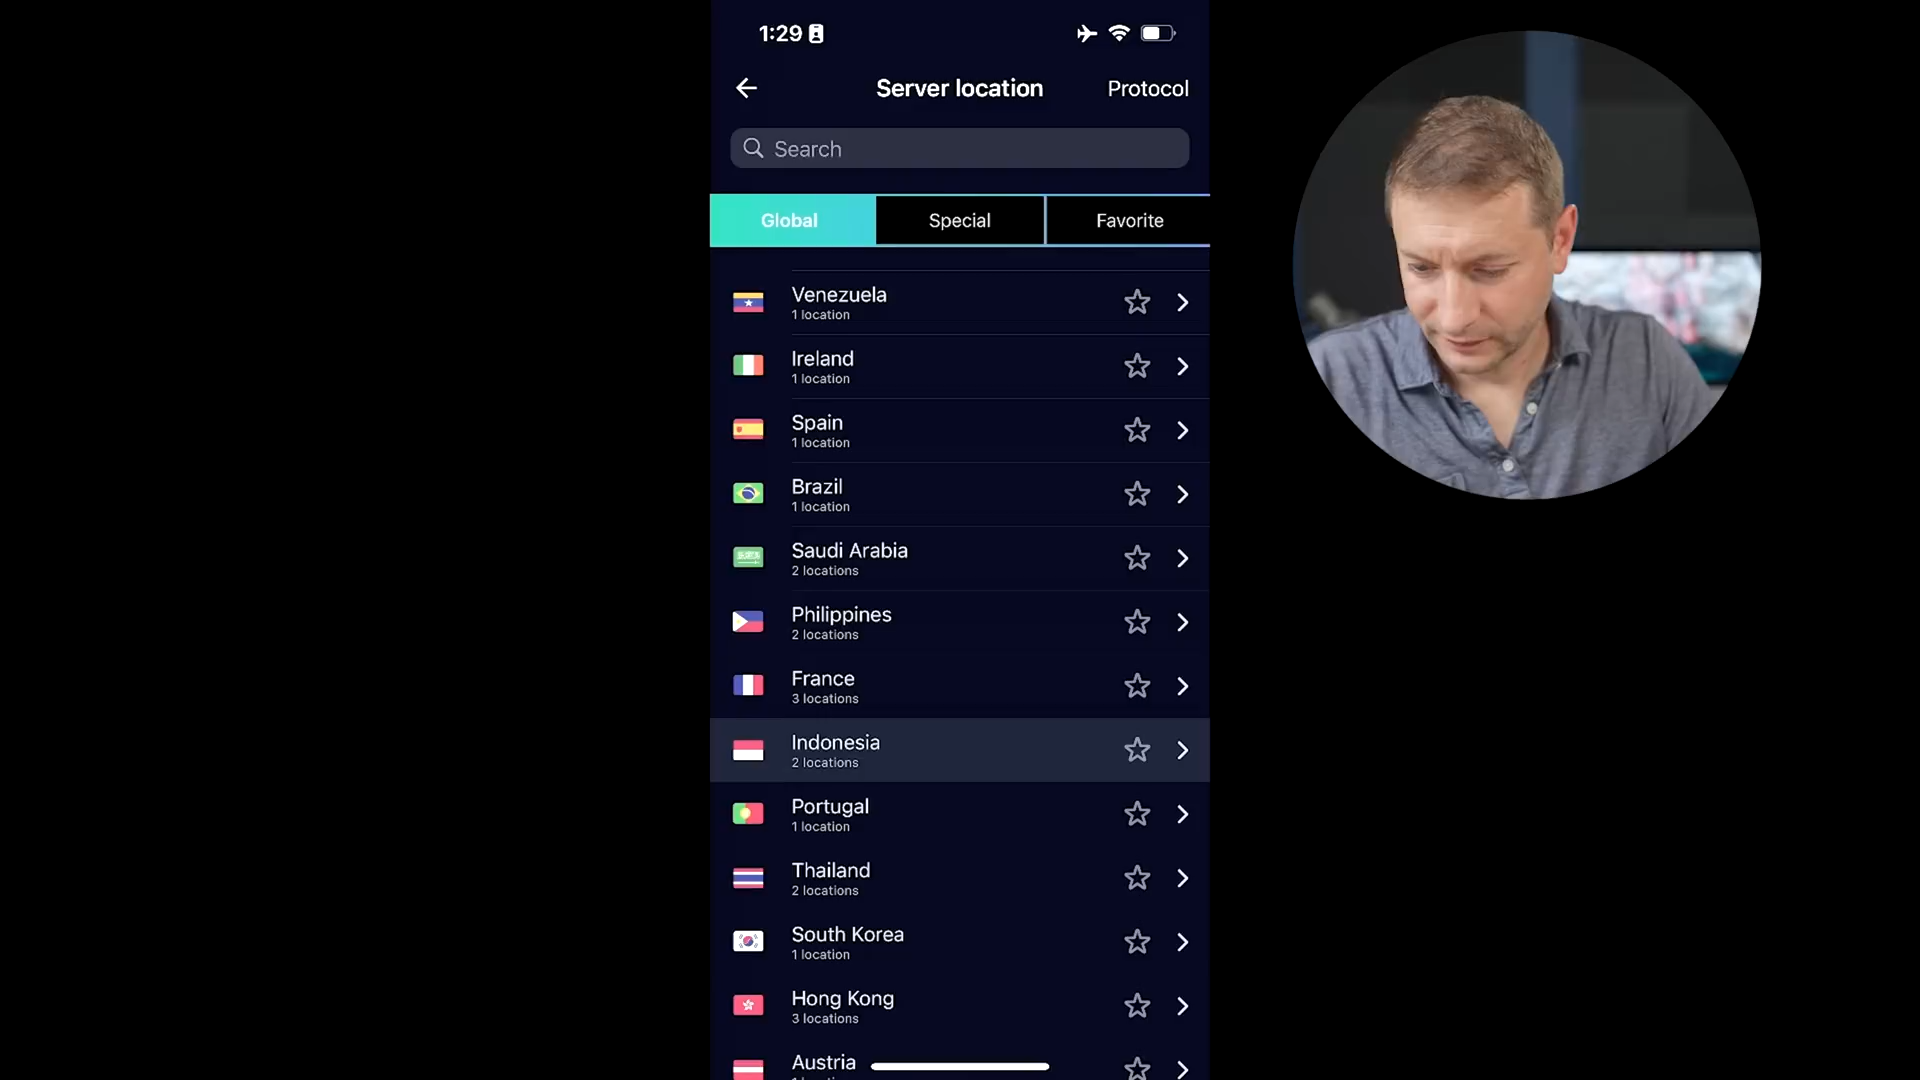 1:29
Server location
Protocol
Search
Global
Special
Favorite
Venezuela
1 location
Ireland
1 location
Spain
1 location
Brazil
1 location
Saudi Arabia
2 locations
Philippines
2 locations
France
3 locations
Indonesia
2 locations
Portugal
1 location
Thailand
2 locations
South Korea
1 location
Hong Kong
3 locations
Austria